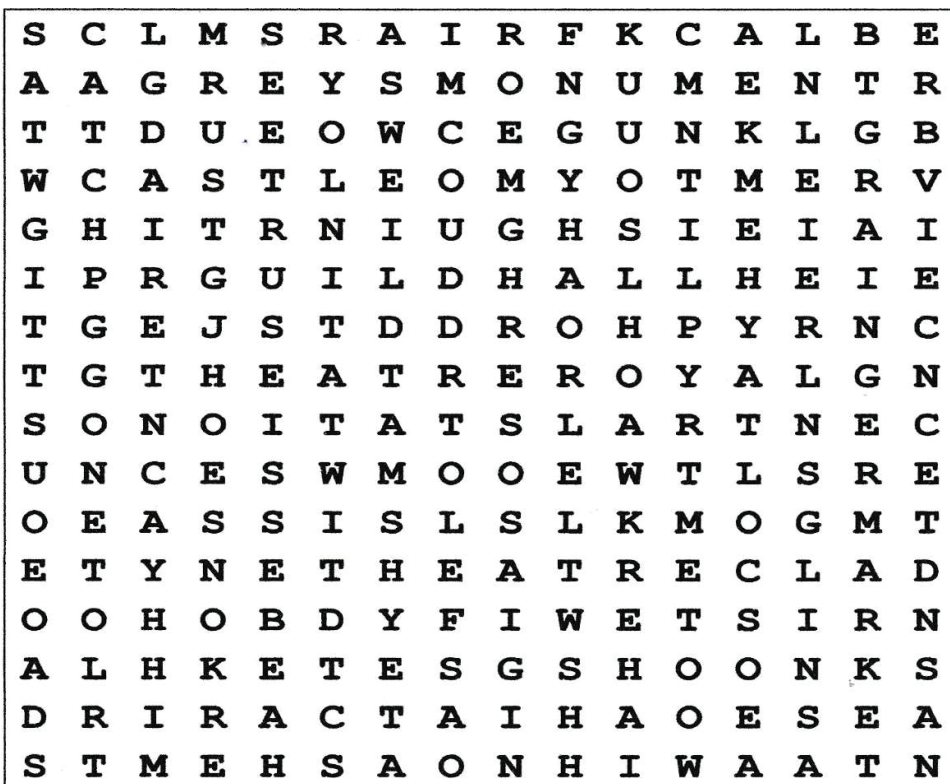 S C L M S R A I R F K C A L B E
A A G R E Y S M O N U M E N T R
T T D U E O W C E G U N K L G B
W C A S T L E O M Y O T M E R V
G H I T R N I U G H S I E I A I
I P R G U I L D H A L L H E I E
T G E J S T D D R O H P Y R N C
T G T H E A T R E R O Y A L G N
S O N O I T A T S L A R T N E C
U N C E S W M O O E W T L S R E
O E A S S I S L S L K M O G M T
E T Y N E T H E A T R E C L A D
O O H O B D Y F I W E T S I R N
A L H K E T E S G S H O O N K S
D R I R A C T A I H A O E S E A
S T M E H S A O N H I W A A T N